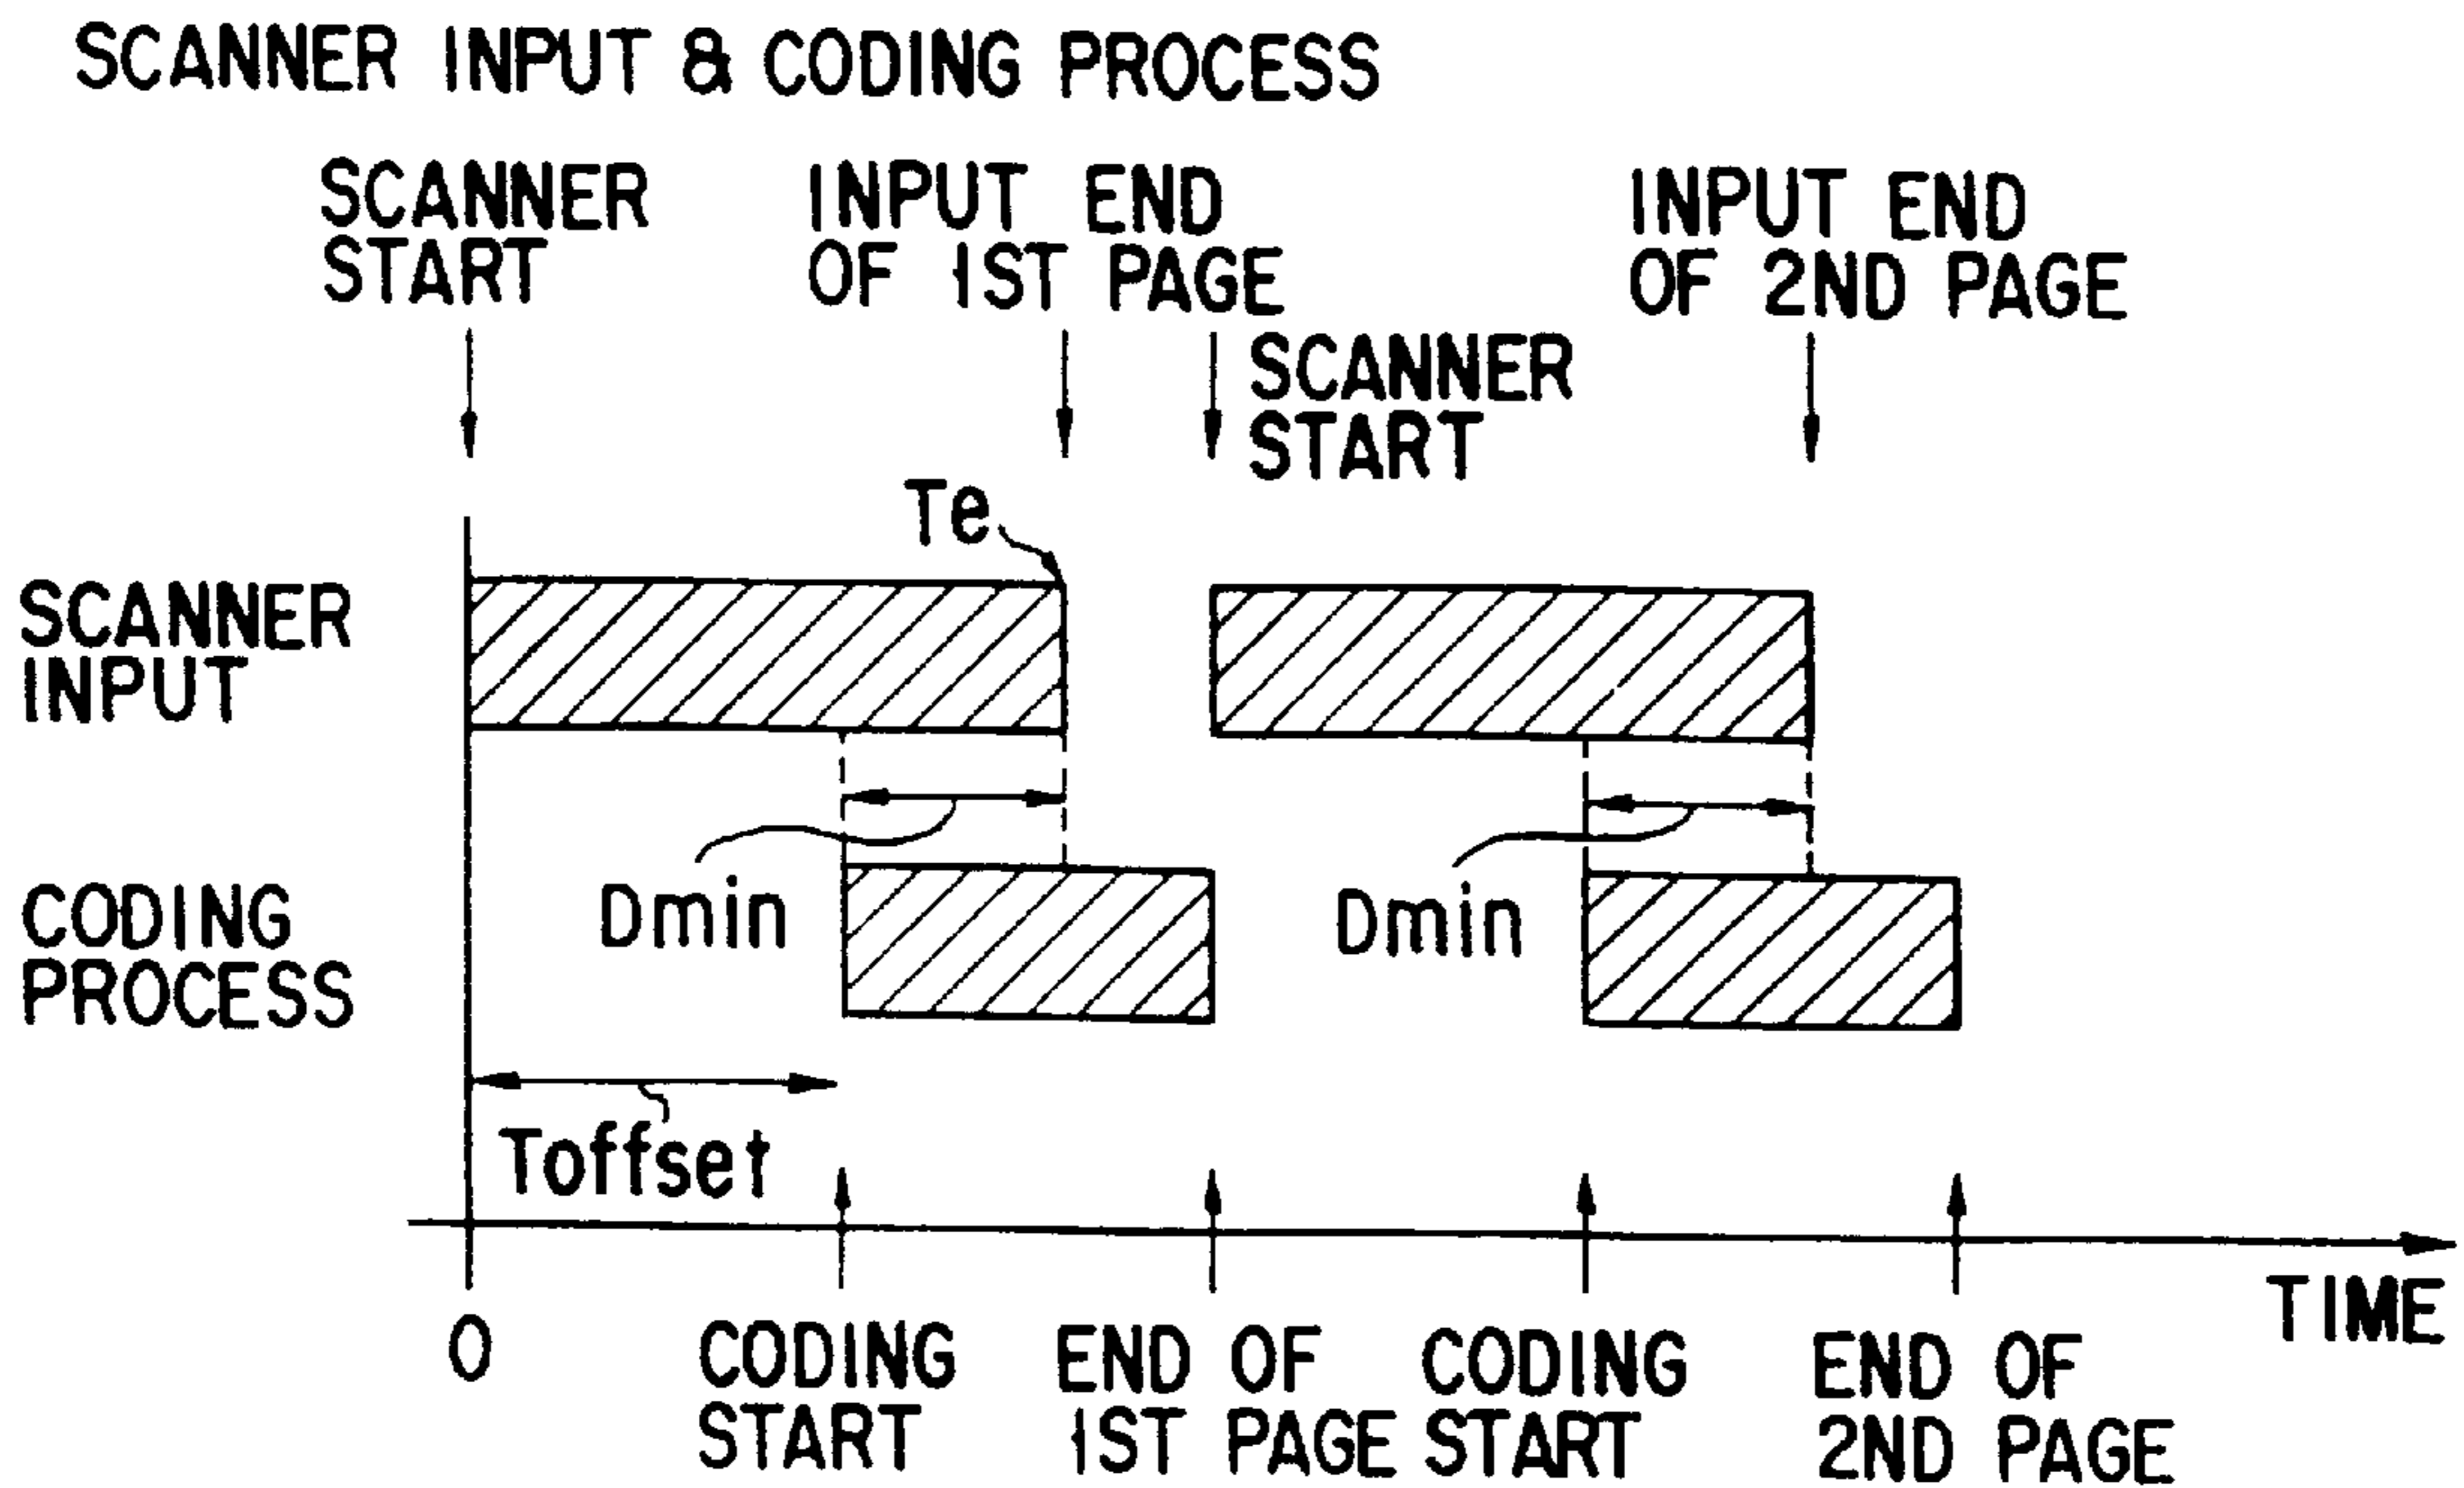 SCANNER INPUT & CODING PROCESS
SCANNER
START
INPUT END
OF 1ST PAGE
SCANNER
START
INPUT END
OF 2ND PAGE
Te
SCANNER
INPUT
Dmin
Dmin
CODING
PROCESS
Toffset
TIME
0
CODING
START
END OF
1ST PAGE
CODING
START
END OF
2ND PAGE